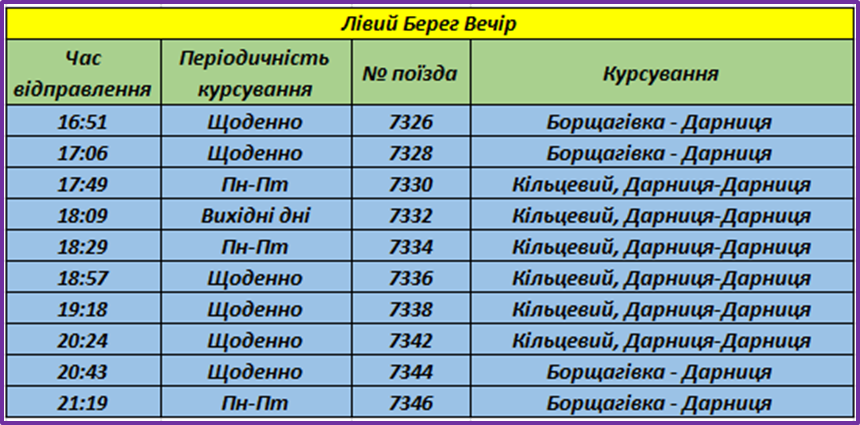 Лівий Берег Вечір
Час відправлення Періодичність курсування № поїзда Курсування
16:51 Щоденно 7326 Борщагівка - Дарниця
17:06 Щоденно 7328 Борщагівка - Дарниця
17:49 Пн-Пт 7330 Кільцевий, Дарниця-Дарниця
18:09 Вихідні дні 7332 Кільцевий, Дарниця-Дарниця
18:29 Пн-Пт 7334 Кільцевий, Дарниця-Дарниця
18:57 Щоденно 7336 Кільцевий, Дарниця-Дарниця
19:18 Щоденно 7338 Кільцевий, Дарниця-Дарниця
20:24 Щоденно 7342 Кільцевий, Дарниця-Дарниця
20:43 Щоденно 7344 Борщагівка - Дарниця
21:19 Пн-Пт 7346 Борщагівка - Дарниця